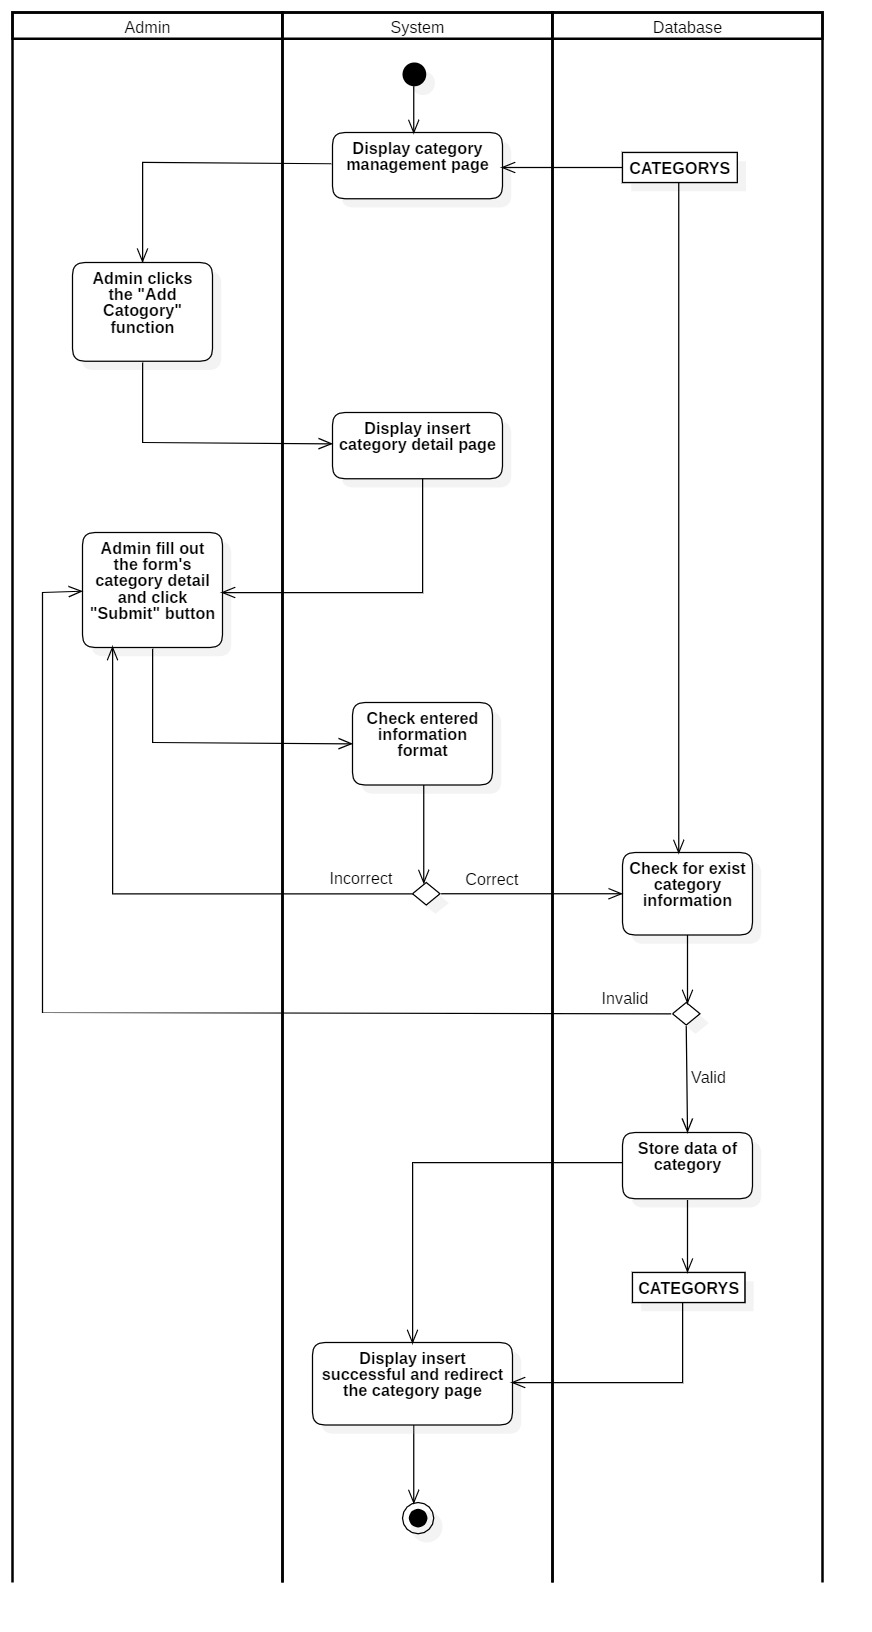 Admin
System
Database
Display category
management page
CATEGORYS
Admin clicks
the "Add
Catogory"
function
Display insert
category detail page
Admin fill out
the form's
category detail
and click
"Submit" button
Check entered
information
format
Incorrect
Correct
Check for exist
category
information
Invalid
Valid
Store data of
category
CATEGORYS
Display insert
successful and redirect
the category page